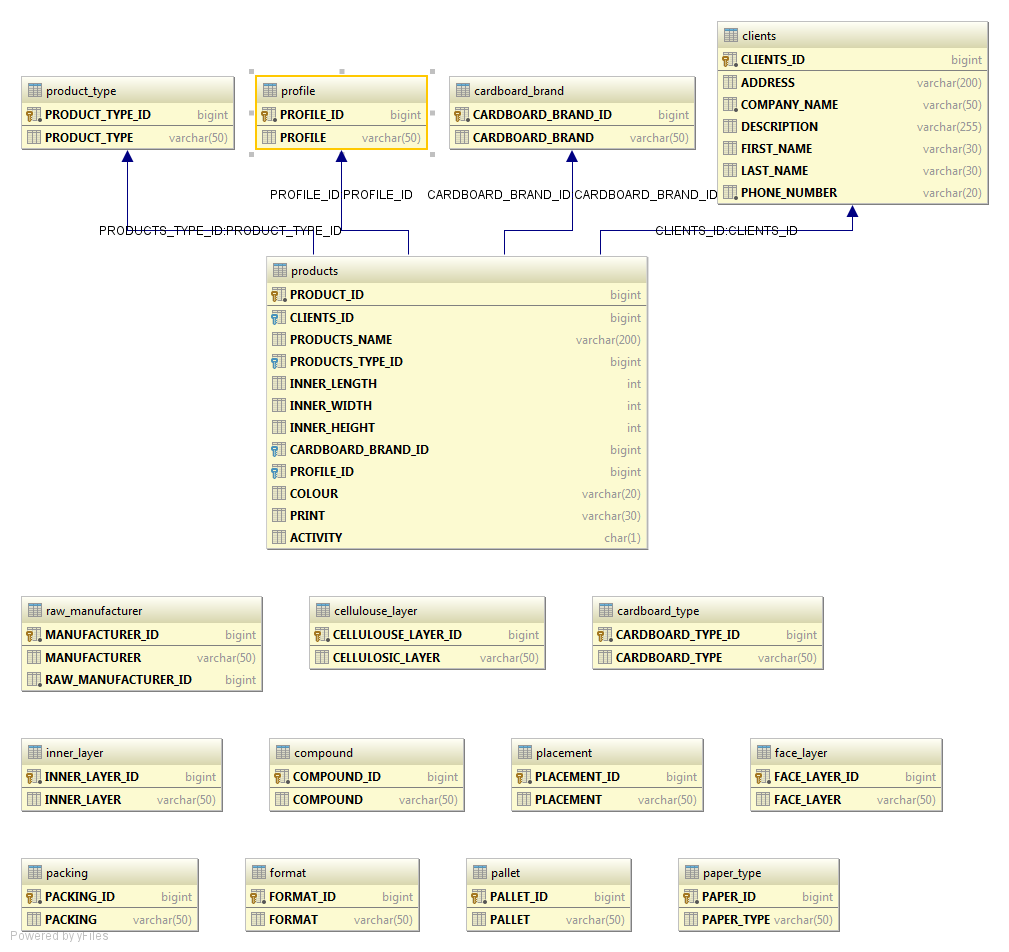 clients
CLIENTS_ID bigint
ADDRESS varchar(200)
COMPANY_NAME varchar(50)
DESCRIPTION varchar(255)
FIRST_NAME varchar(30)
LAST_NAME varchar(30)
PHONE_NUMBER varchar(20)
product_type
PRODUCT_TYPE_ID bigint
PRODUCT_TYPE varchar(50)
profile
PROFILE_ID bigint
PROFILE varchar(50)
cardboard_brand
CARDBOARD_BRAND_ID bigint
CARDBOARD_BRAND varchar(50)
PROFILE_ID:PROFILE_ID
CARDBOARD_BRAND_ID:CARDBOARD_BRAND_ID
PRODUCTS_TYPE_ID:PRODUCT_TYPE_ID
CLIENTS_ID:CLIENTS_ID
products
PRODUCT_ID bigint
CLIENTS_ID bigint
PRODUCTS_NAME varchar(200)
PRODUCTS_TYPE_ID bigint
INNER_LENGTH int
INNER_WIDTH int
INNER_HEIGHT int
CARDBOARD_BRAND_ID bigint
PROFILE_ID bigint
COLOUR varchar(20)
PRINT varchar(30)
ACTIVITY char(1)
raw_manufacturer
MANUFACTURER_ID bigint
MANUFACTURER varchar(50)
RAW_MANUFACTURER_ID bigint
cellulouse_layer
CELLULOUSE_LAYER_ID bigint
CELLULOSIC_LAYER varchar(50)
cardboard_type
CARDBOARD_TYPE_ID bigint
CARDBOARD_TYPE varchar(50)
inner_layer
INNER_LAYER_ID bigint
INNER_LAYER varchar(50)
compound
COMPOUND_ID bigint
COMPOUND varchar(50)
placement
PLACEMENT_ID bigint
PLACEMENT varchar(50)
face_layer
FACE_LAYER_ID bigint
FACE_LAYER varchar(50)
packing
PACKING_ID bigint
PACKING varchar(50)
format
FORMAT_ID bigint
FORMAT varchar(50)
pallet
PALLET_ID bigint
PALLET varchar(50)
paper_type
PAPER_ID bigint
PAPER_TYPE varchar(50)
Powered by yFiles